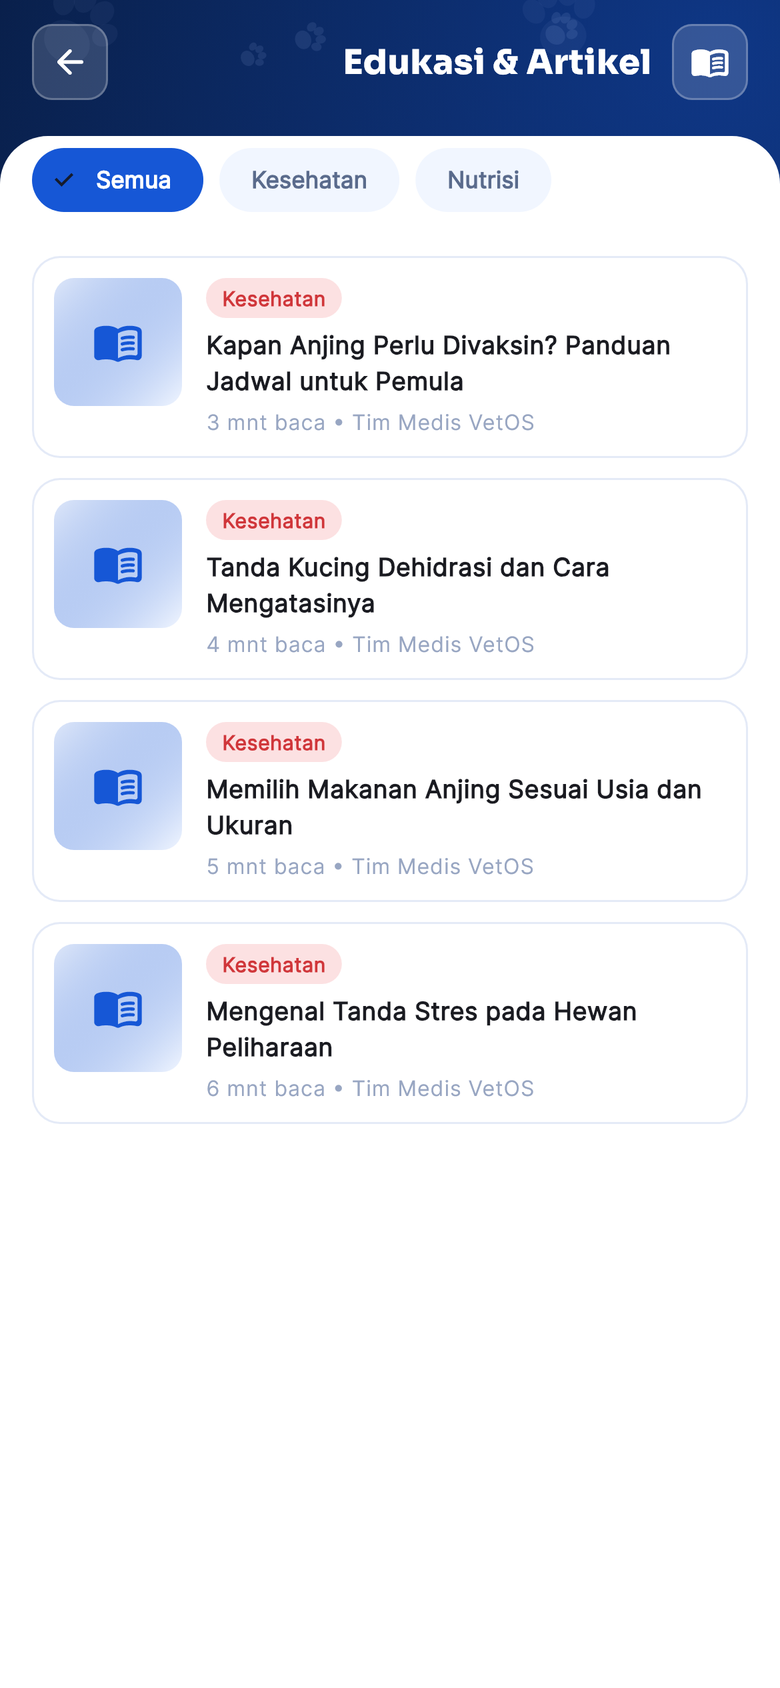 Edukasi & Artikel
Semua
Kesehatan
Nutrisi
Kesehatan
Kapan Anjing Perlu Divaksin? Panduan
Jadwal untuk Pemula
3 mnt baca • Tim Medis VetOS
Kesehatan
Tanda Kucing Dehidrasi dan Cara
Mengatasinya
4 mnt baca • Tim Medis VetOS
Kesehatan
Memilih Makanan Anjing Sesuai Usia dan
Ukuran
5 mnt baca • Tim Medis VetOS
Kesehatan
Mengenal Tanda Stres pada Hewan
Peliharaan
6 mnt baca • Tim Medis VetOS